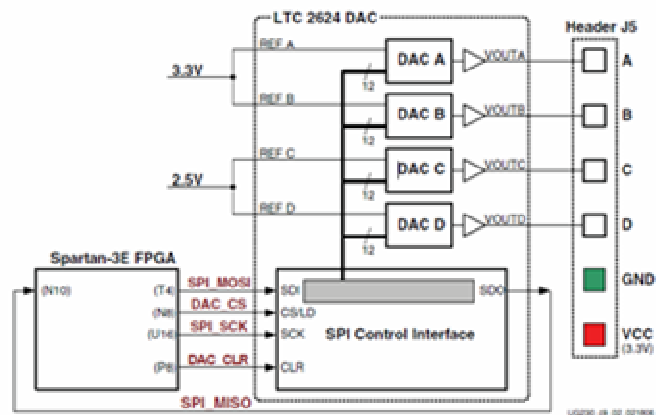 LTC 2624 DAC
Header J5
REF A
3.3V
DAC A
VOUTA
A
12
REF B
DAC B
VOUTB
B
12
REF C
2.5V
DAC C
VOUTC
C
12
REF D
DAC D
VOUTD
D
12
Spartan-3E FPGA
GND
(N10)
(T4)
SPI_MOSI
SDI
SDO
(N8)
DAC_CS
CS/LD
SPI Control Interface
VCC
(3.3V)
(U16)
SPI_SCK
SCK
(P8)
DAC_CLR
CLR
SPI_MISO